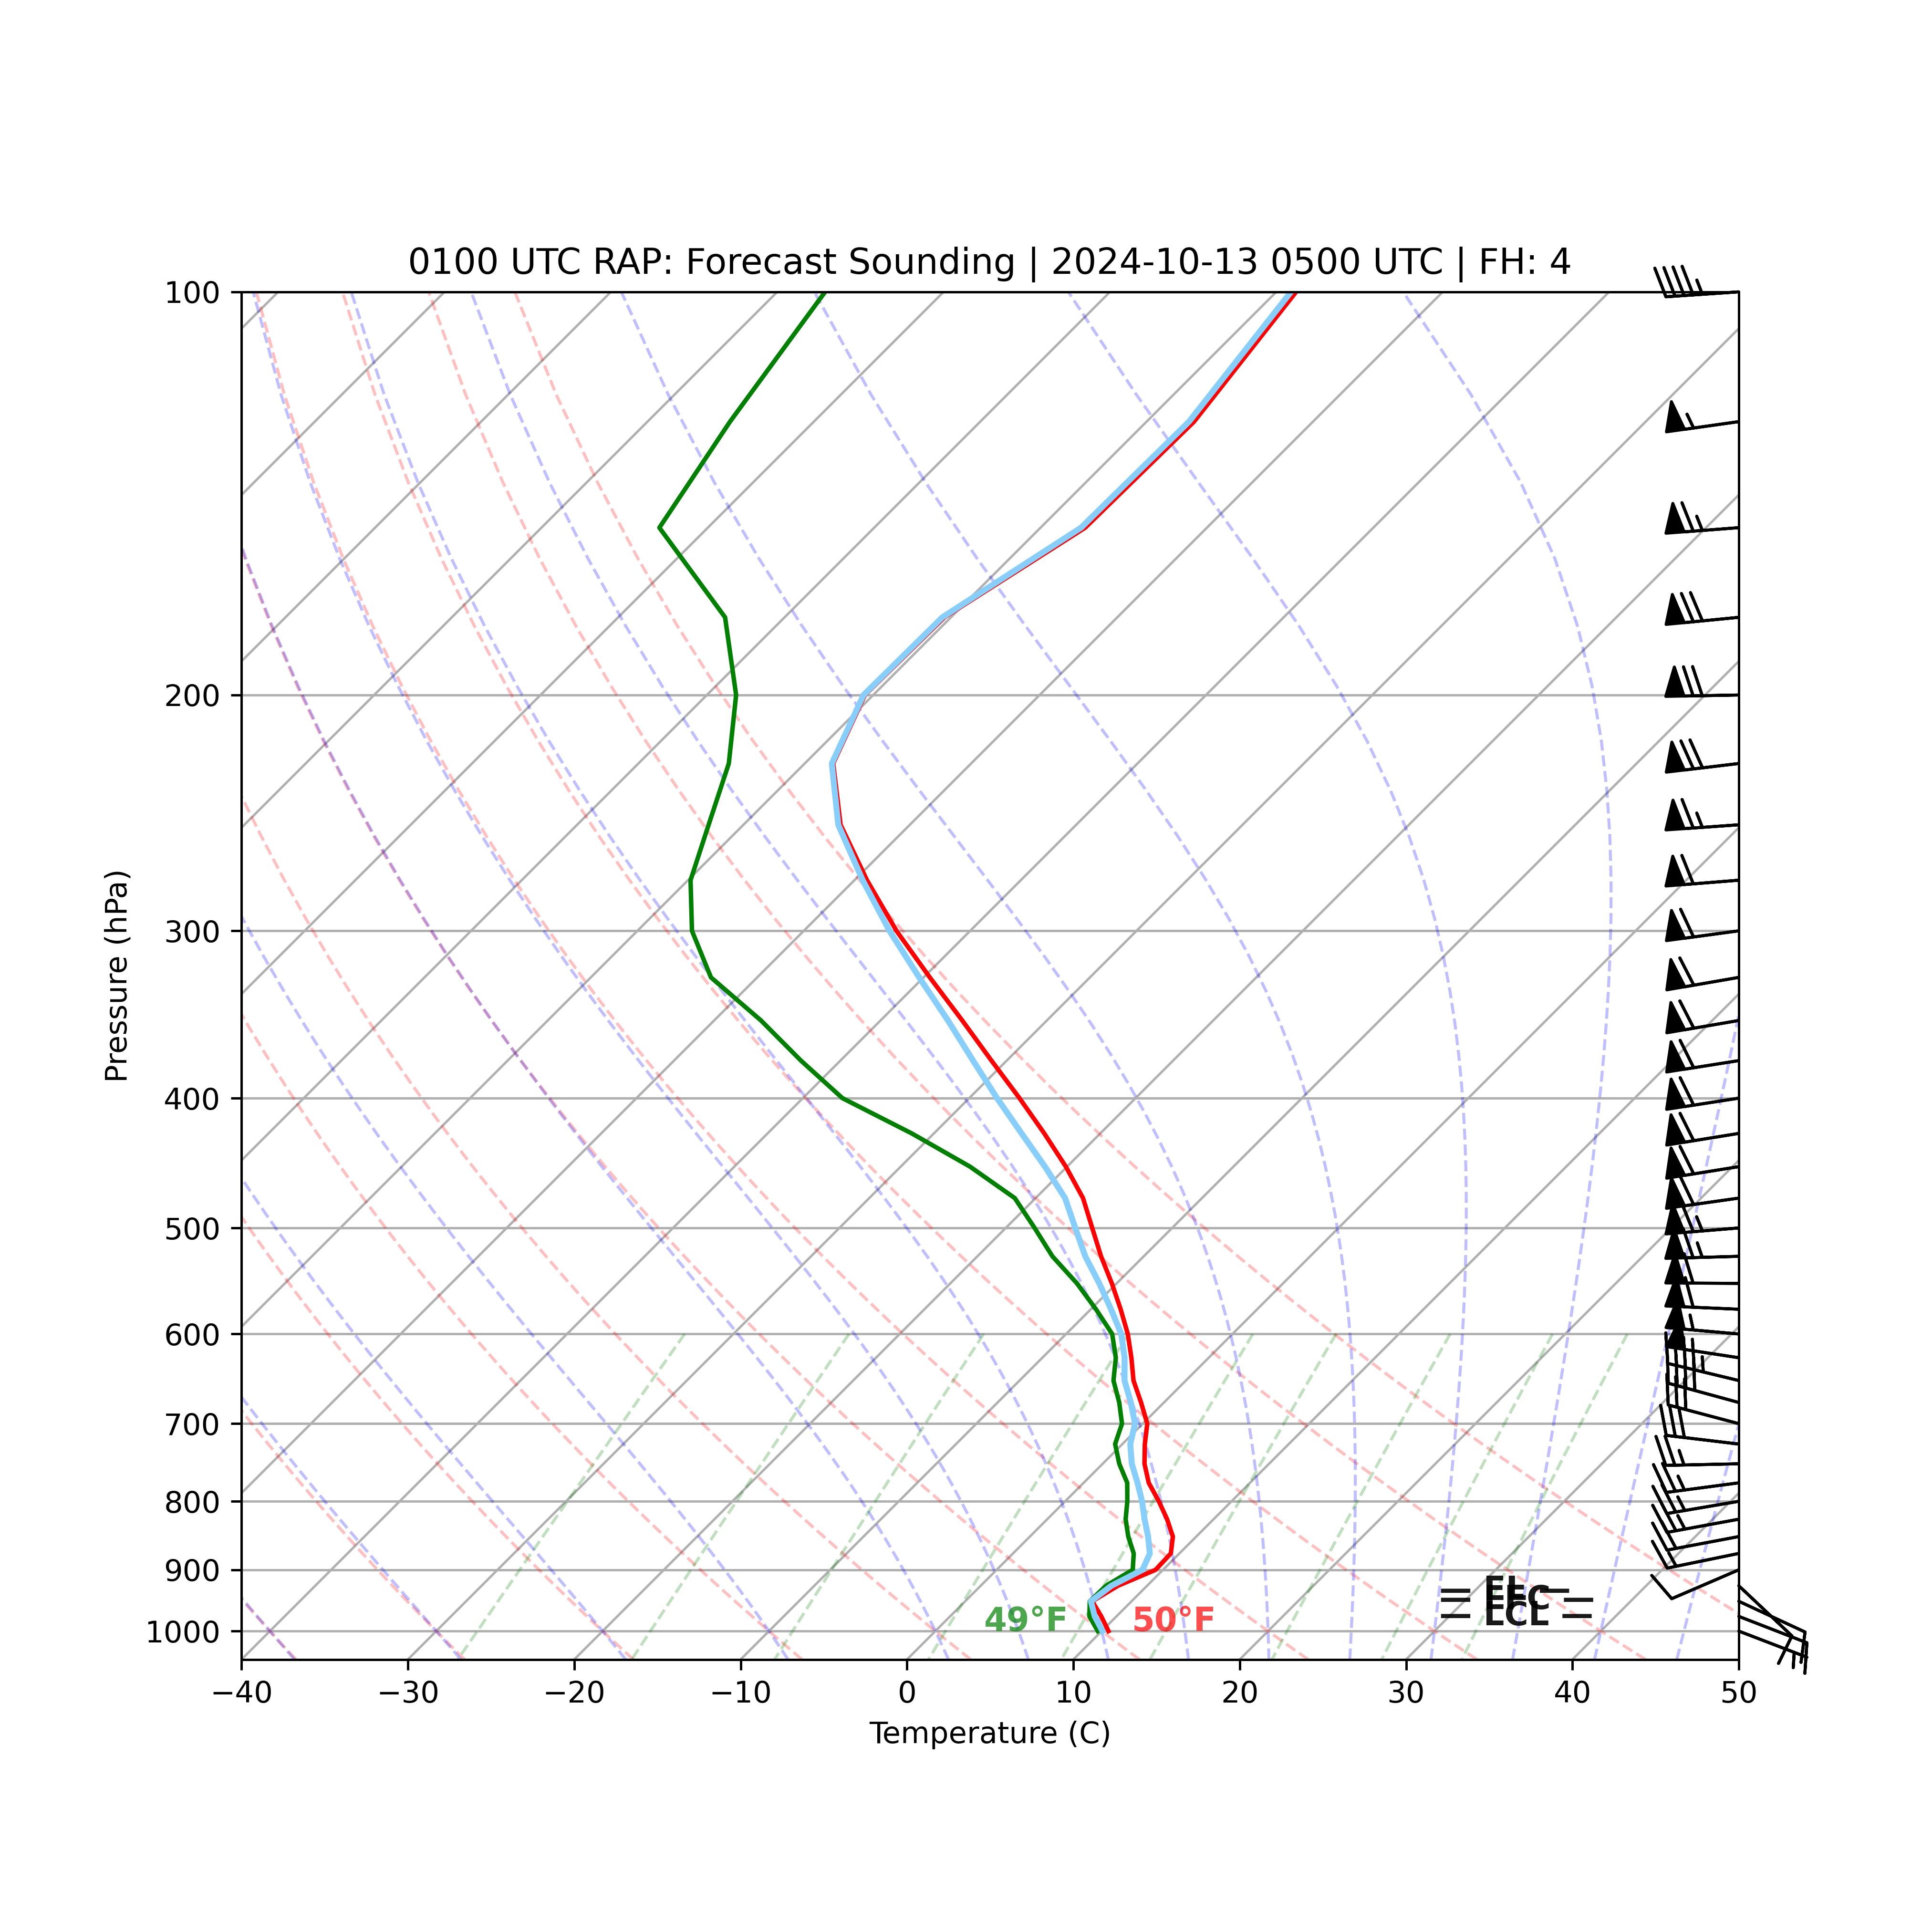 0100 UTC RAP: Forecast Sounding | 2024-10-13 0500 UTC | FH: 4
100
200
300
400
500
600
700
800
900
1000
Pressure (hPa)
49°F
50°F
EL
LFC
LCL
−40
−30
−20
−10
0
10
20
30
40
50
Temperature (C)